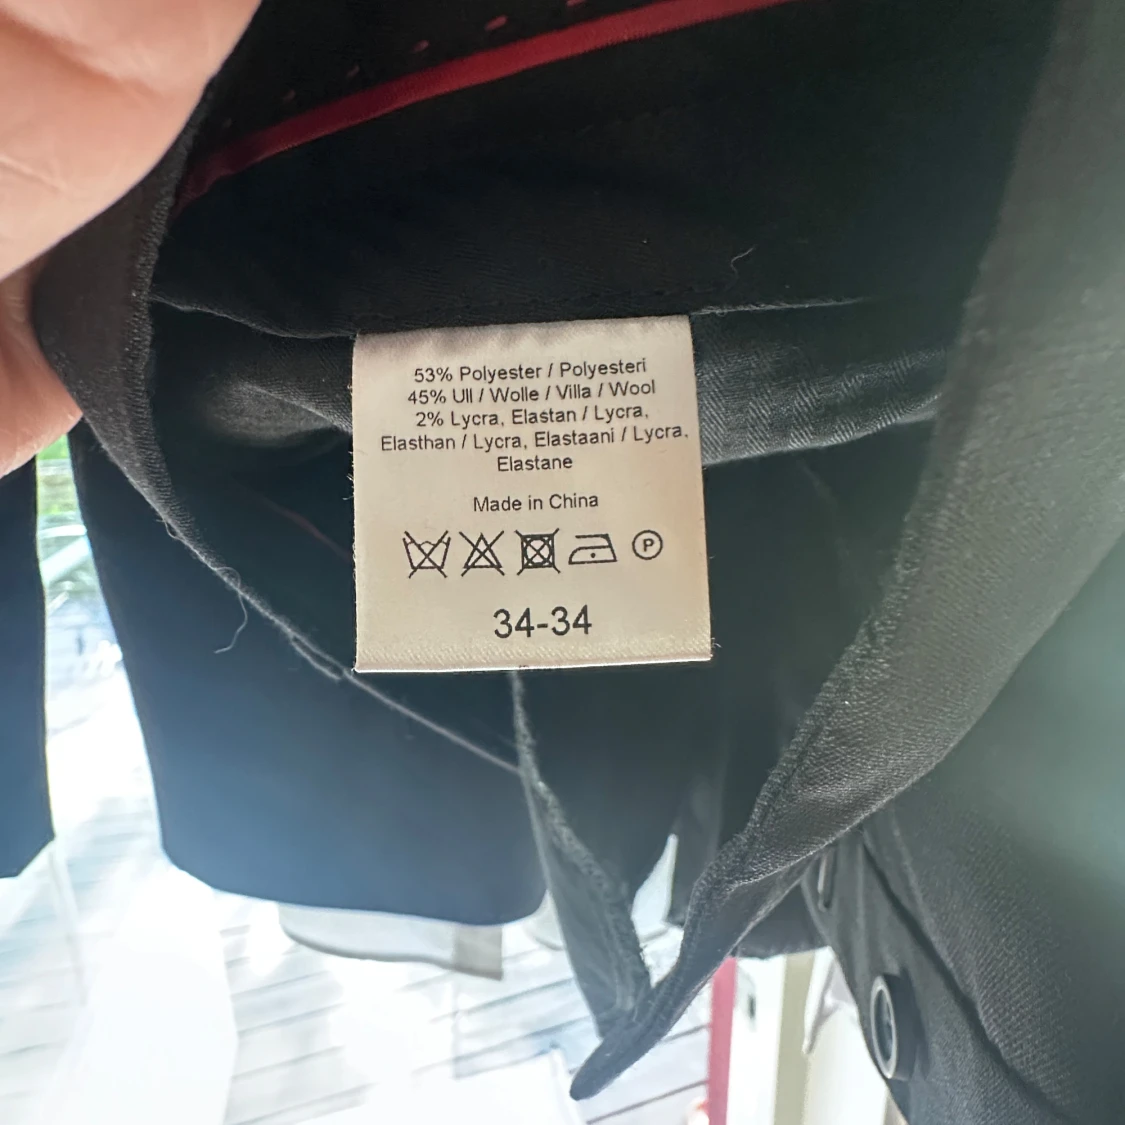 53% Polyester / Polyesteri
45% Ull / Wolle / Villa / Wool
2% Lycra, Elastan / Lycra,
Elasthan / Lycra, Elastaani / Lycra,
Elastane
Made in China
P
34-34